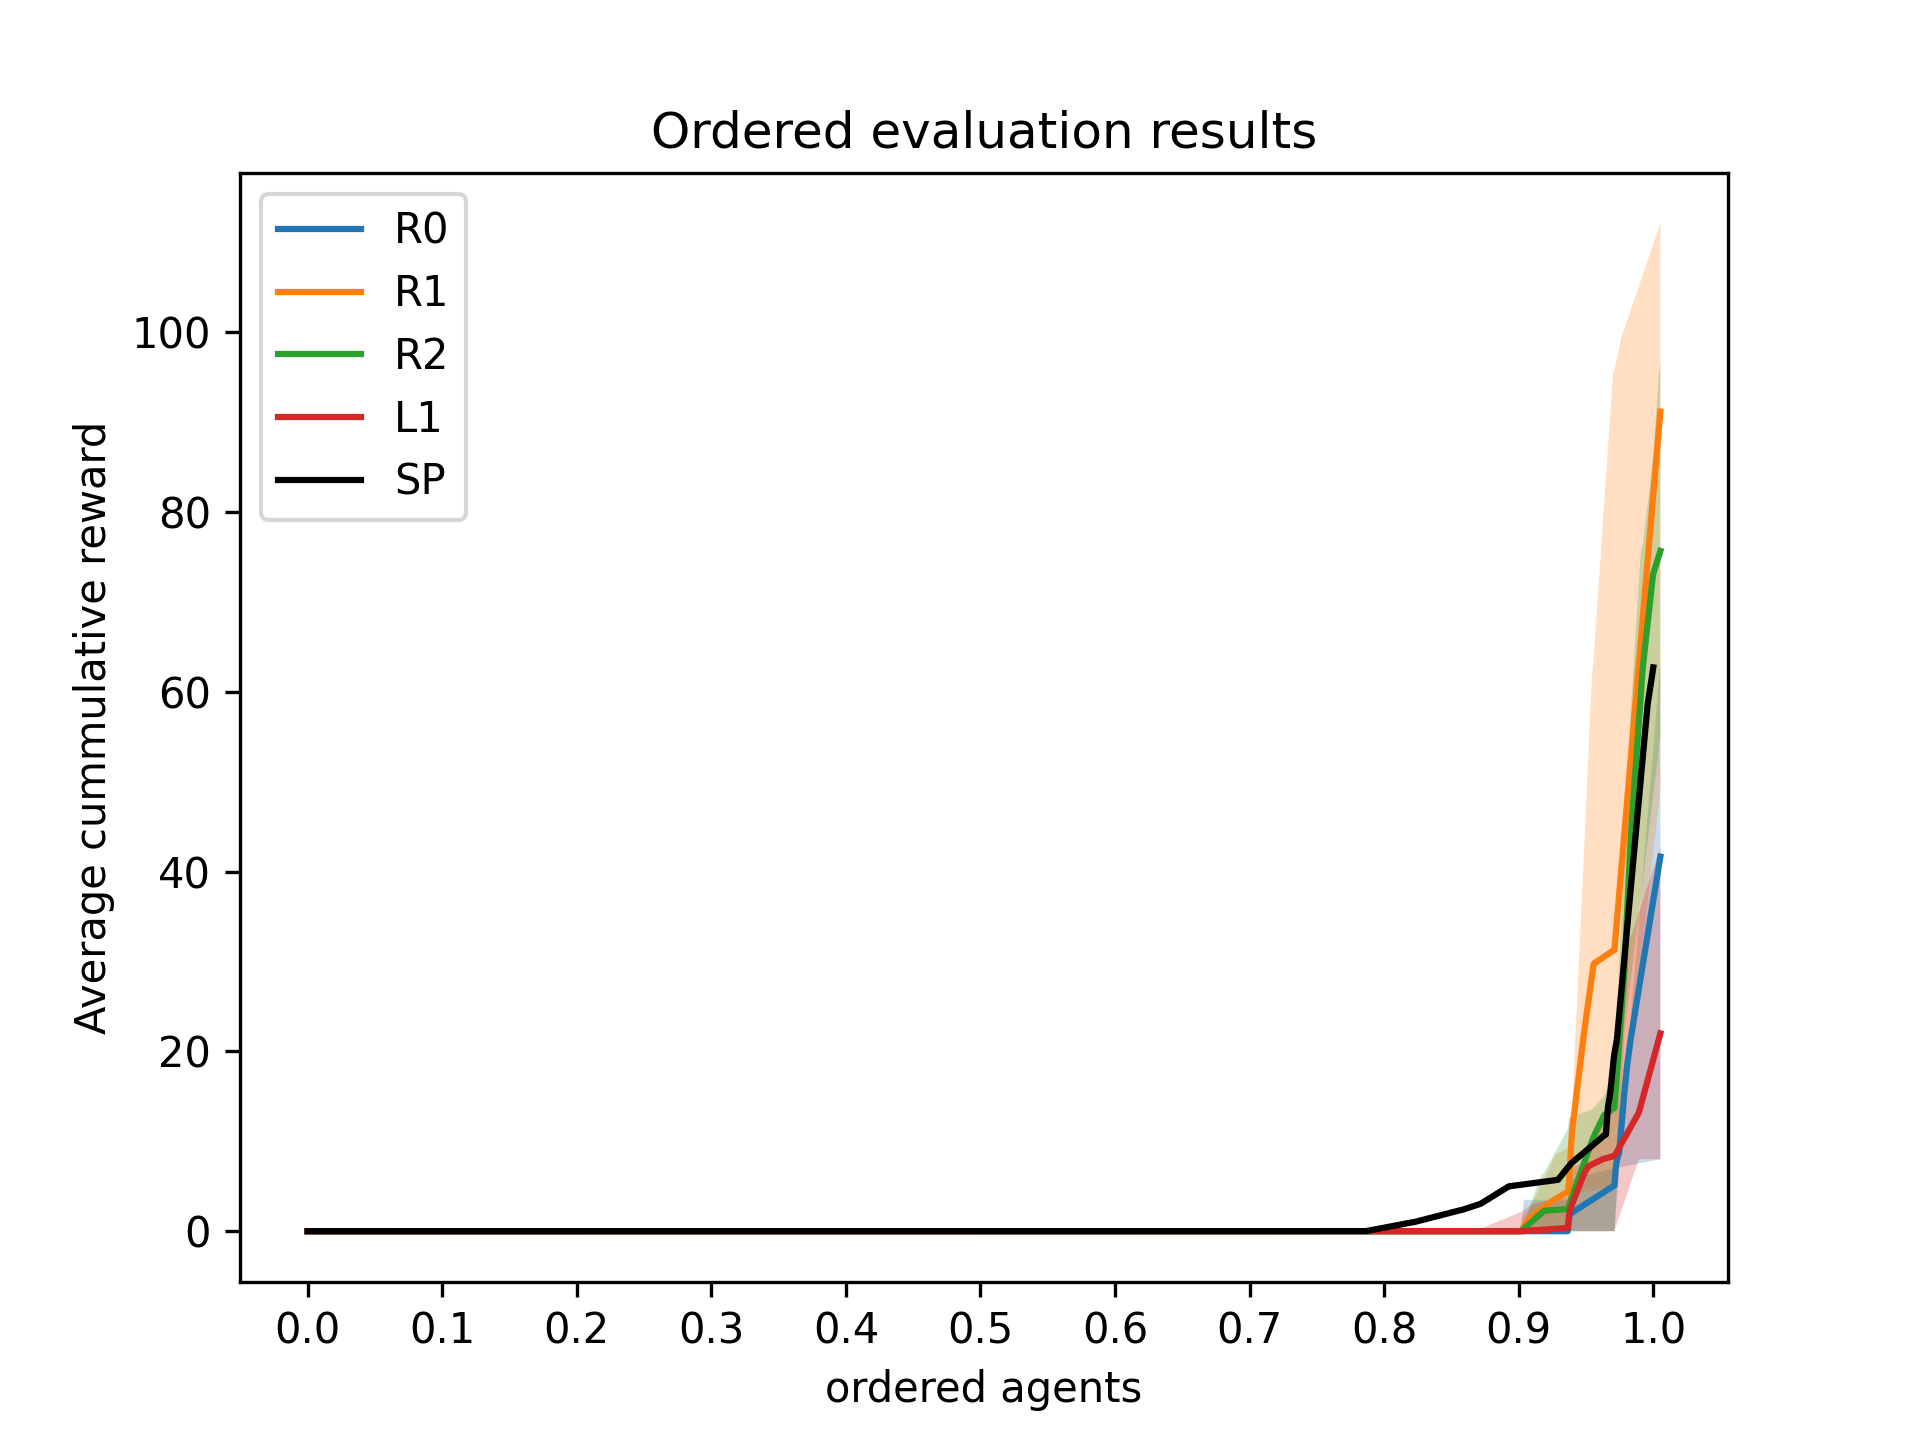 Ordered evaluation results
R0
R1
R2
L1
SP
Average cummulative reward
100
80
60
40
20
0
0.0 0.1 0.2 0.3 0.4 0.5 0.6 0.7 0.8 0.9 1.0
ordered agents